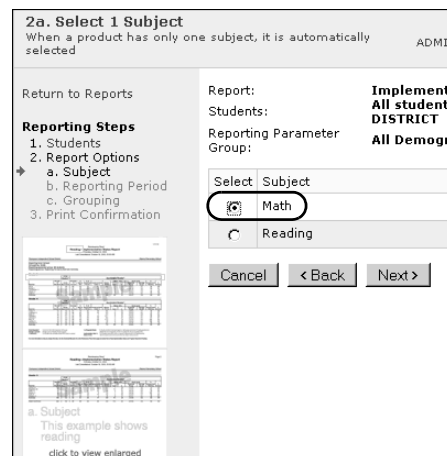 2a. Select 1 Subject
When a product has only one subject, it is automatically
selected
ADMI
Return to Reports
Reporting Steps
1. Students
2. Report Options
a. Subject
b. Reporting Period
c. Grouping
3. Print Confirmation
Sample
Sample
a. Subject
This example shows
reading
click to view enlarged
Report:
Implement
Students:
All student
DISTRICT
Reporting Parameter
Group:
All Demogr
Select Subject
Math
Reading
Cancel
< Back
Next >